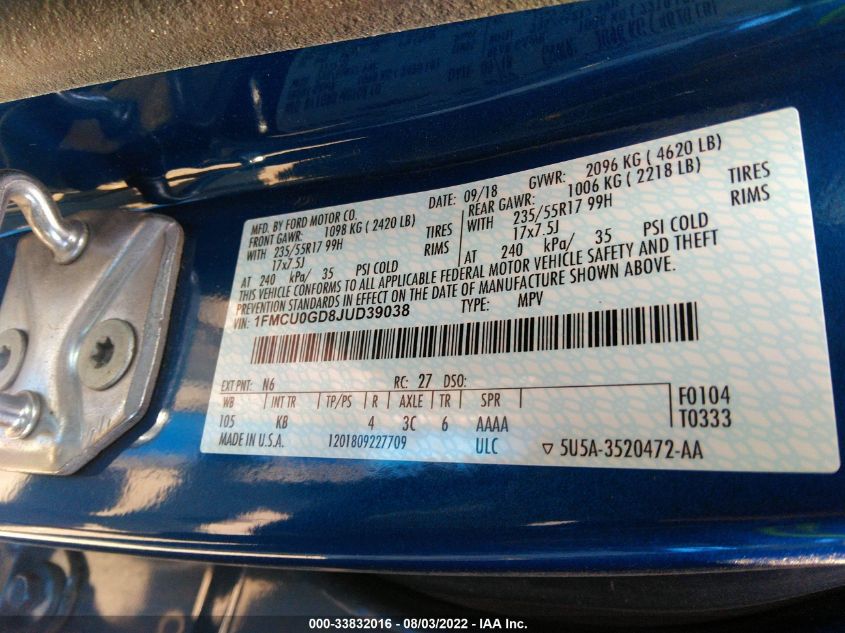 MFD. BY FORD MOTOR CO.
DATE: 09/18 GVWR: 2096 KG ( 4620 LB)
FRONT GAWR: 1098 KG ( 2420 LB) REAR GAWR: 1006 KG ( 2218 LB)
WITH 235/55R17 99H TIRES WITH 235/55R17 99H TIRES
17x7.5J RIMS 17x7.5J RIMS
AT 240 kPa/ 35 PSI COLD AT 240 kPa/ 35 PSI COLD
THIS VEHICLE CONFORMS TO ALL APPLICABLE FEDERAL MOTOR VEHICLE SAFETY AND THEFT
PREVENTION STANDARDS IN EFFECT ON THE DATE OF MANUFACTURE SHOWN ABOVE.
VIN: 1FMCU0GD8JUD39038 TYPE: MPV
EXT PNT: N6 RC: 27 DSO:
WB INT TR TP/PS R AXLE TR SPR
105 KB 4 3C 6 AAAA
F0104
T0333
MADE IN U.S.A. 1201809227709 ULC ▽ 5U5A-3520472-AA
000-33832016 - 08/03/2022 - IAA Inc.